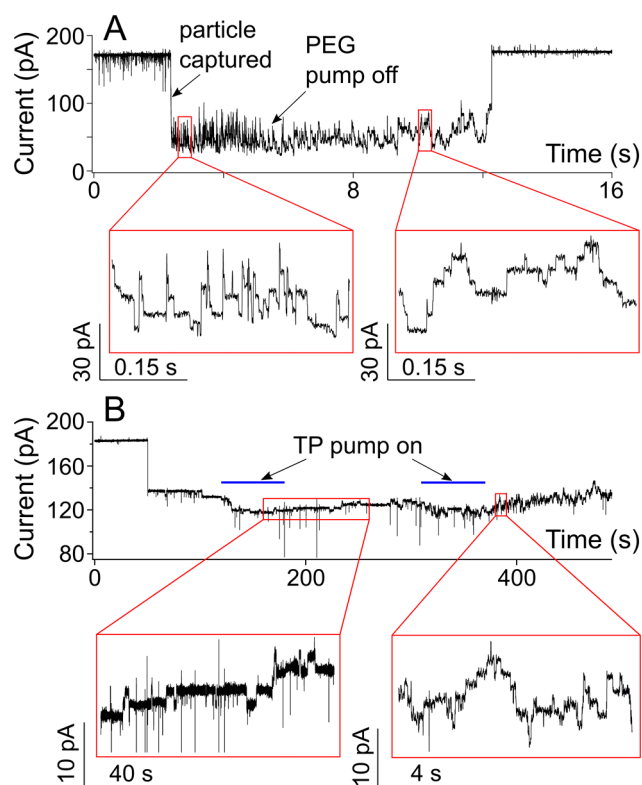 A
200
100
0
Current (pA)
particle
captured
PEG
pump off
Time (s)
0
8
16
30 pA
0.15 s
30 pA
0.15 s
B
200
160
120
80
Current (pA)
TP pump on
Time (s)
0
200
400
10 pA
40 s
10 pA
4 s